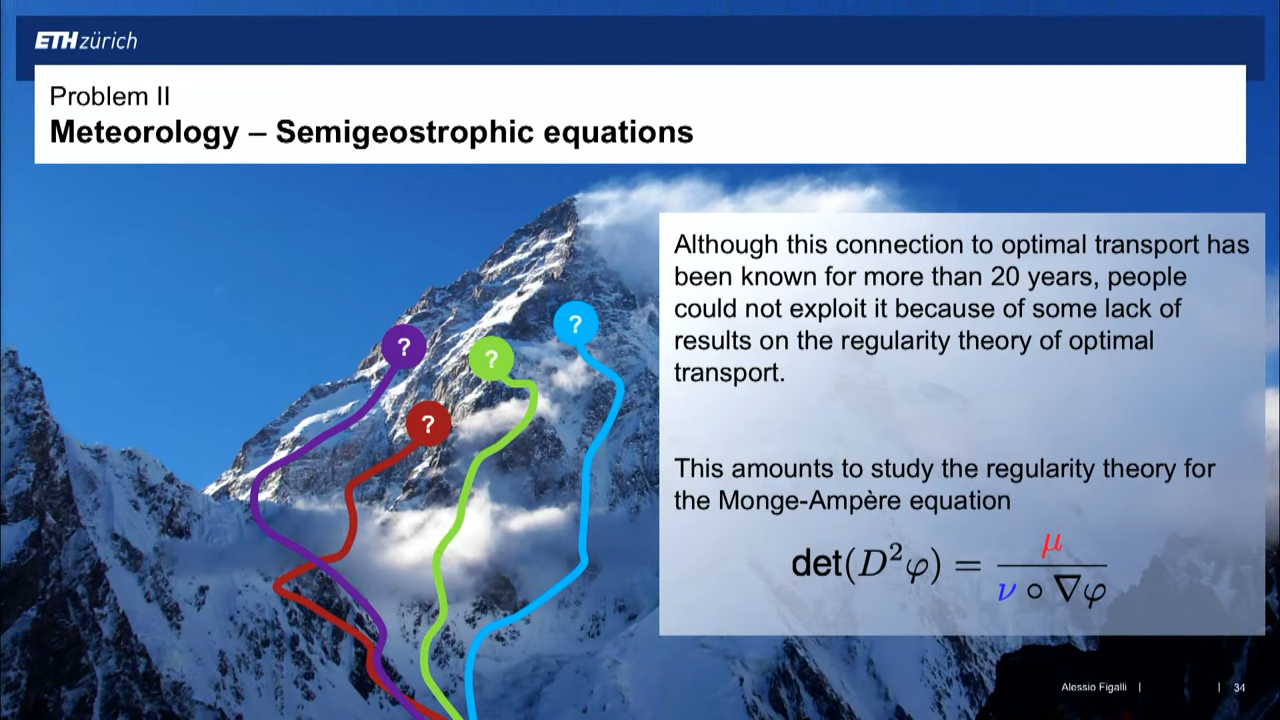 ETH zürich
Problem II
Meteorology – Semigeostrophic equations
Although this connection to optimal transport has
been known for more than 20 years, people
could not exploit it because of some lack of
results on the regularity theory of optimal
transport.
?
?
?
?
This amounts to study the regularity theory for
the Monge-Ampère equation
det(D²φ) = μ / ν ∘ ∇φ
Alessio Figalli | | 34